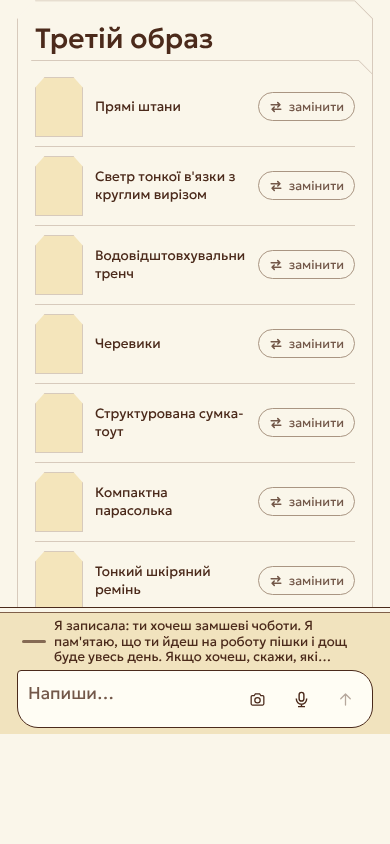 Третій образ
Прямі штани
замінити
Светр тонкої в'язки з
круглим вирізом
замінити
Водовідштовхувальни
тренч
замінити
Черевики
замінити
Структурована сумка-
тоут
замінити
Компактна
парасолька
замінити
Тонкий шкіряний
ремінь
замінити
Я записала: ти хочеш замшеві чоботи. Я
пам'ятаю, що ти йдеш на роботу пішки і дощ
буде увесь день. Якщо хочеш, скажи, які...
Напиши...